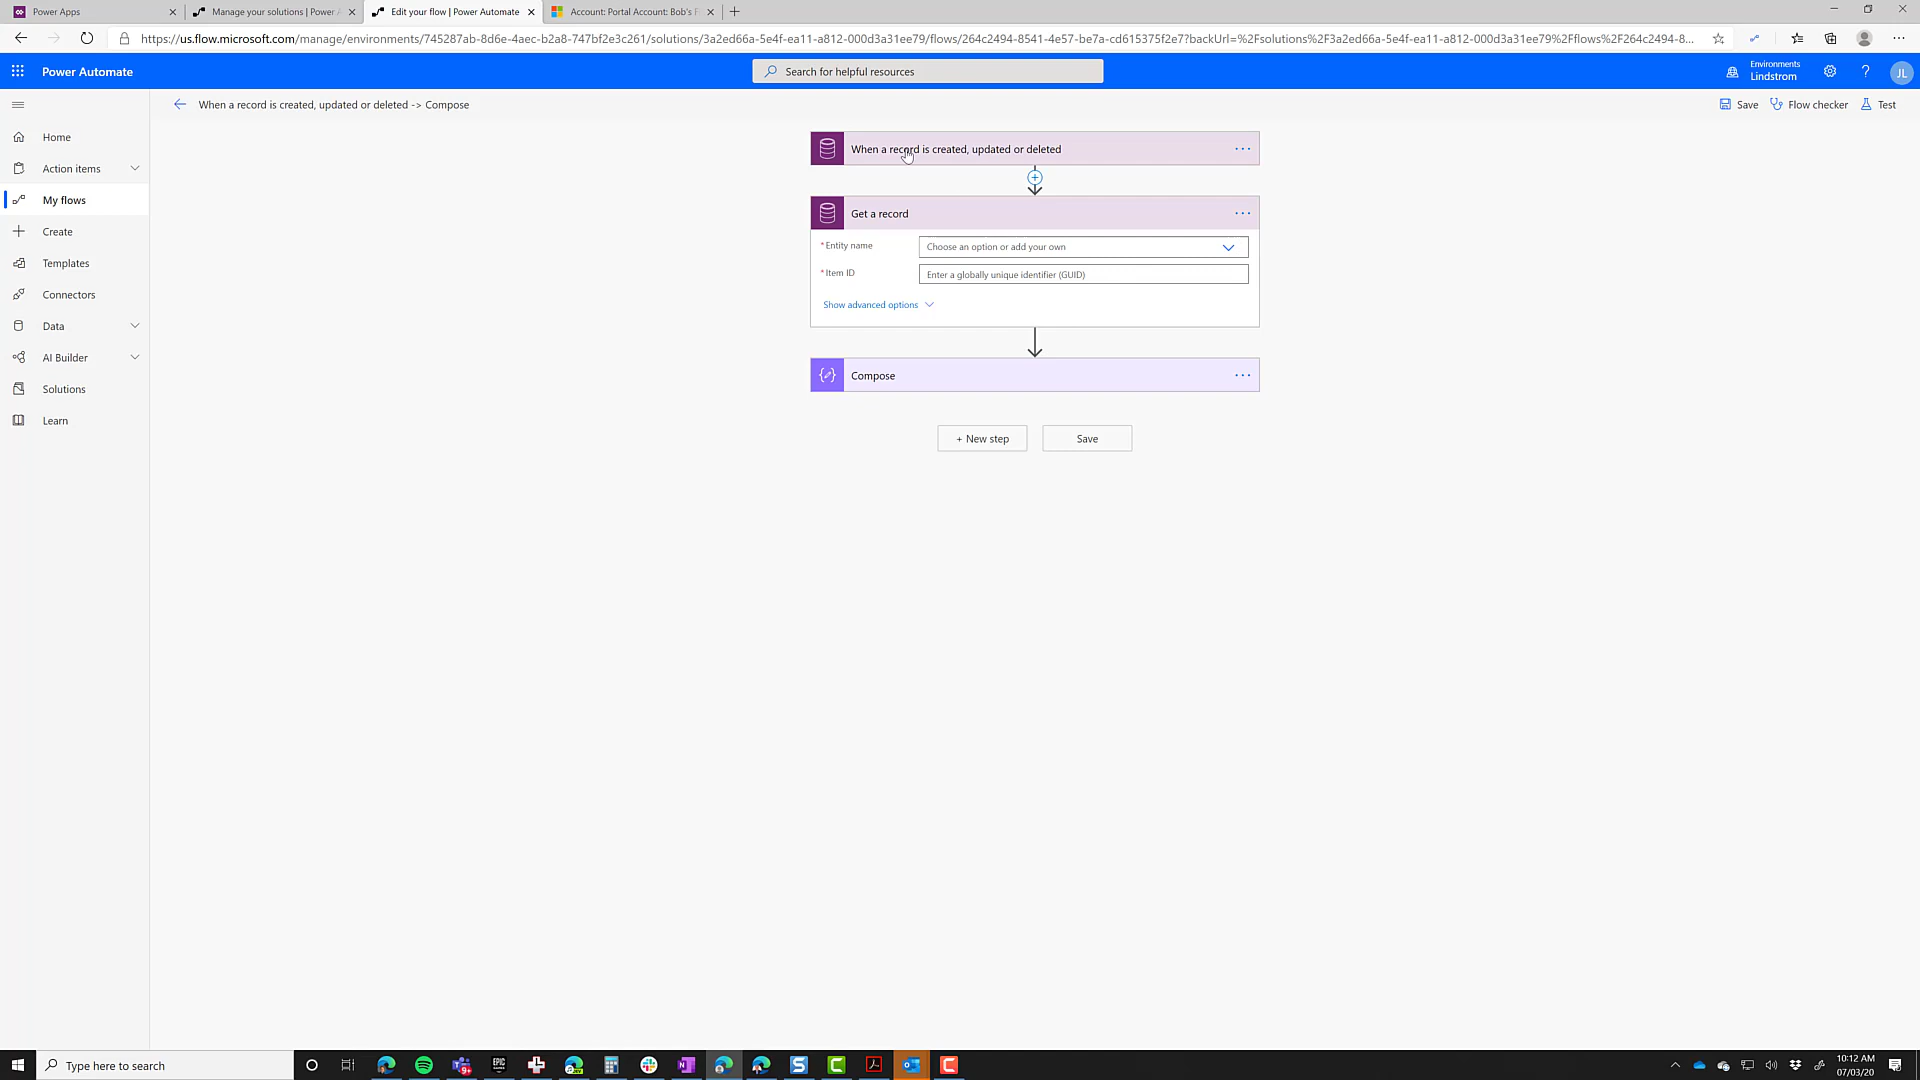 Power Apps
Manage your solutions | Power A
Edit your flow | Power Automate
Account: Portal Account: Bob's F
https://us.flow.microsoft.com/manage/environments/745287ab-8d6e-4aec-b2a8-747bf2e3c261/solutions/3a2ed66a-5e4f-ea11-a812-000d3a31ee79/flows/264c2494-8541-4e57-be7a-cd615375f2e7?backUrl=%2Fsolutions%2F3a2ed66a-5e4f-ea11-a812-000d3a31ee79%2Fflows%2F264c2494-8...
Power Automate
Search for helpful resources
Environments
Lindstrom
JL
When a record is created, updated or deleted -> Compose
Save
Flow checker
Test
Home
Action items
My flows
Create
Templates
Connectors
Data
AI Builder
Solutions
Learn
When a record is created, updated or deleted
Get a record
* Entity name
Choose an option or add your own
* Item ID
Enter a globally unique identifier (GUID)
Show advanced options
Compose
+ New step
Save
Type here to search
10:12 AM
07/03/20